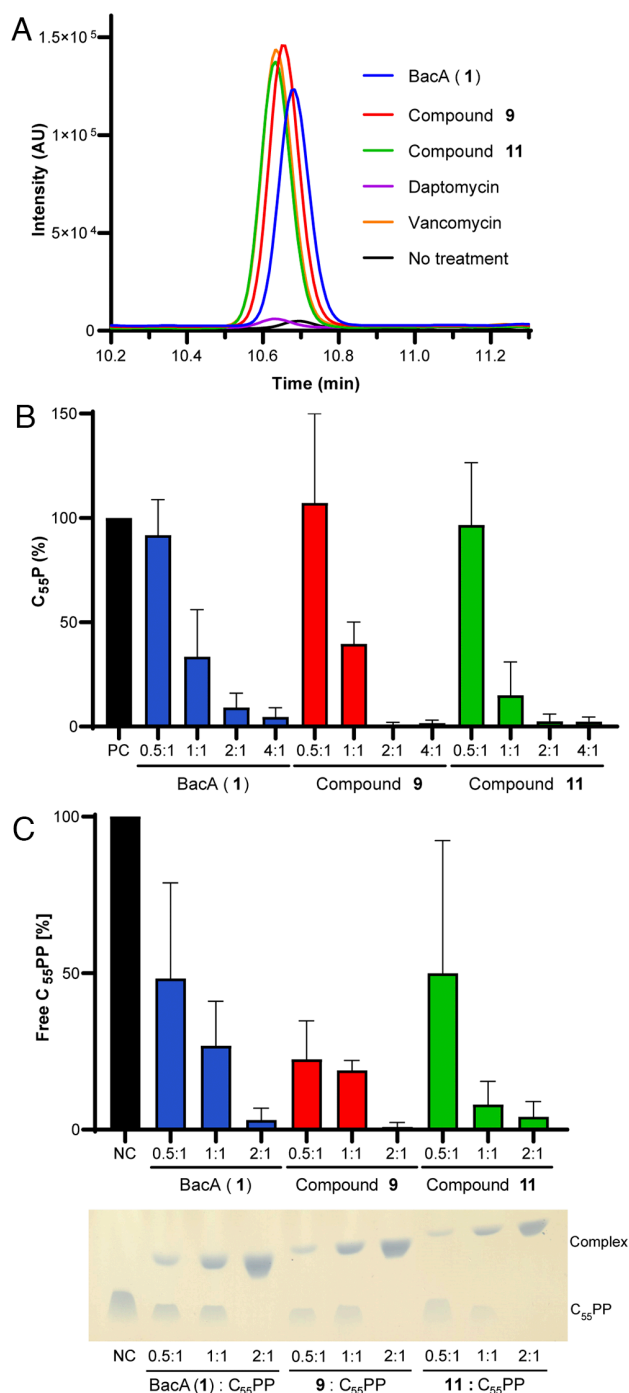 A
1.5×10⁵
1×10⁵
5×10⁴
0
Intensity (AU)
10.2 10.4 10.6 10.8 11.0 11.2
Time (min)
BacA (1)
Compound 9
Compound 11
Daptomycin
Vancomycin
No treatment
B
150
100
50
0
C₅₅P (%)
PC 0.5:1 1:1 2:1 4:1 0.5:1 1:1 2:1 4:1 0.5:1 1:1 2:1 4:1
BacA (1) Compound 9 Compound 11
C
100
50
0
Free C₅₅PP [%]
NC 0.5:1 1:1 2:1 0.5:1 1:1 2:1 0.5:1 1:1 2:1
BacA (1) Compound 9 Compound 11
Complex
C₅₅PP
NC 0.5:1 1:1 2:1 0.5:1 1:1 2:1 0.5:1 1:1 2:1
BacA (1) : C₅₅PP 9 : C₅₅PP 11 : C₅₅PP